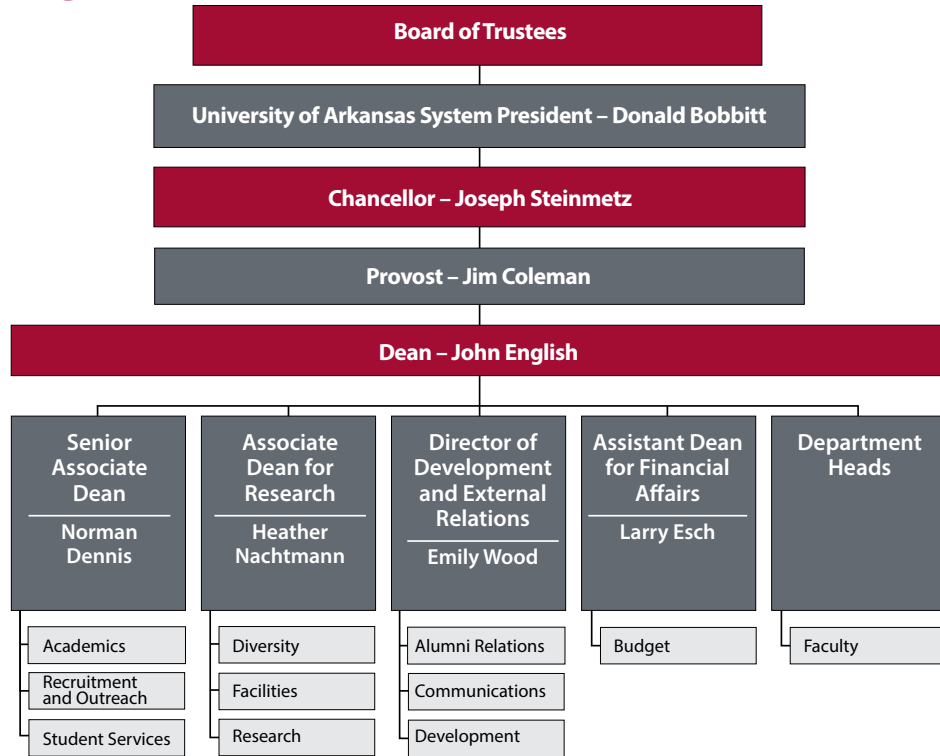 Board of Trustees
University of Arkansas System President – Donald Bobbitt
Chancellor – Joseph Steinmetz
Provost – Jim Coleman
Dean – John English
Senior
Associate
Dean
Norman
Dennis
Associate
Dean for
Research
Heather
Nachtmann
Director of
Development
and External
Relations
Emily Wood
Assistant Dean
for Financial
Affairs
Larry Esch
Department
Heads
Academics
Recruitment
and Outreach
Student Services
Diversity
Facilities
Research
Alumni Relations
Communications
Development
Budget
Faculty